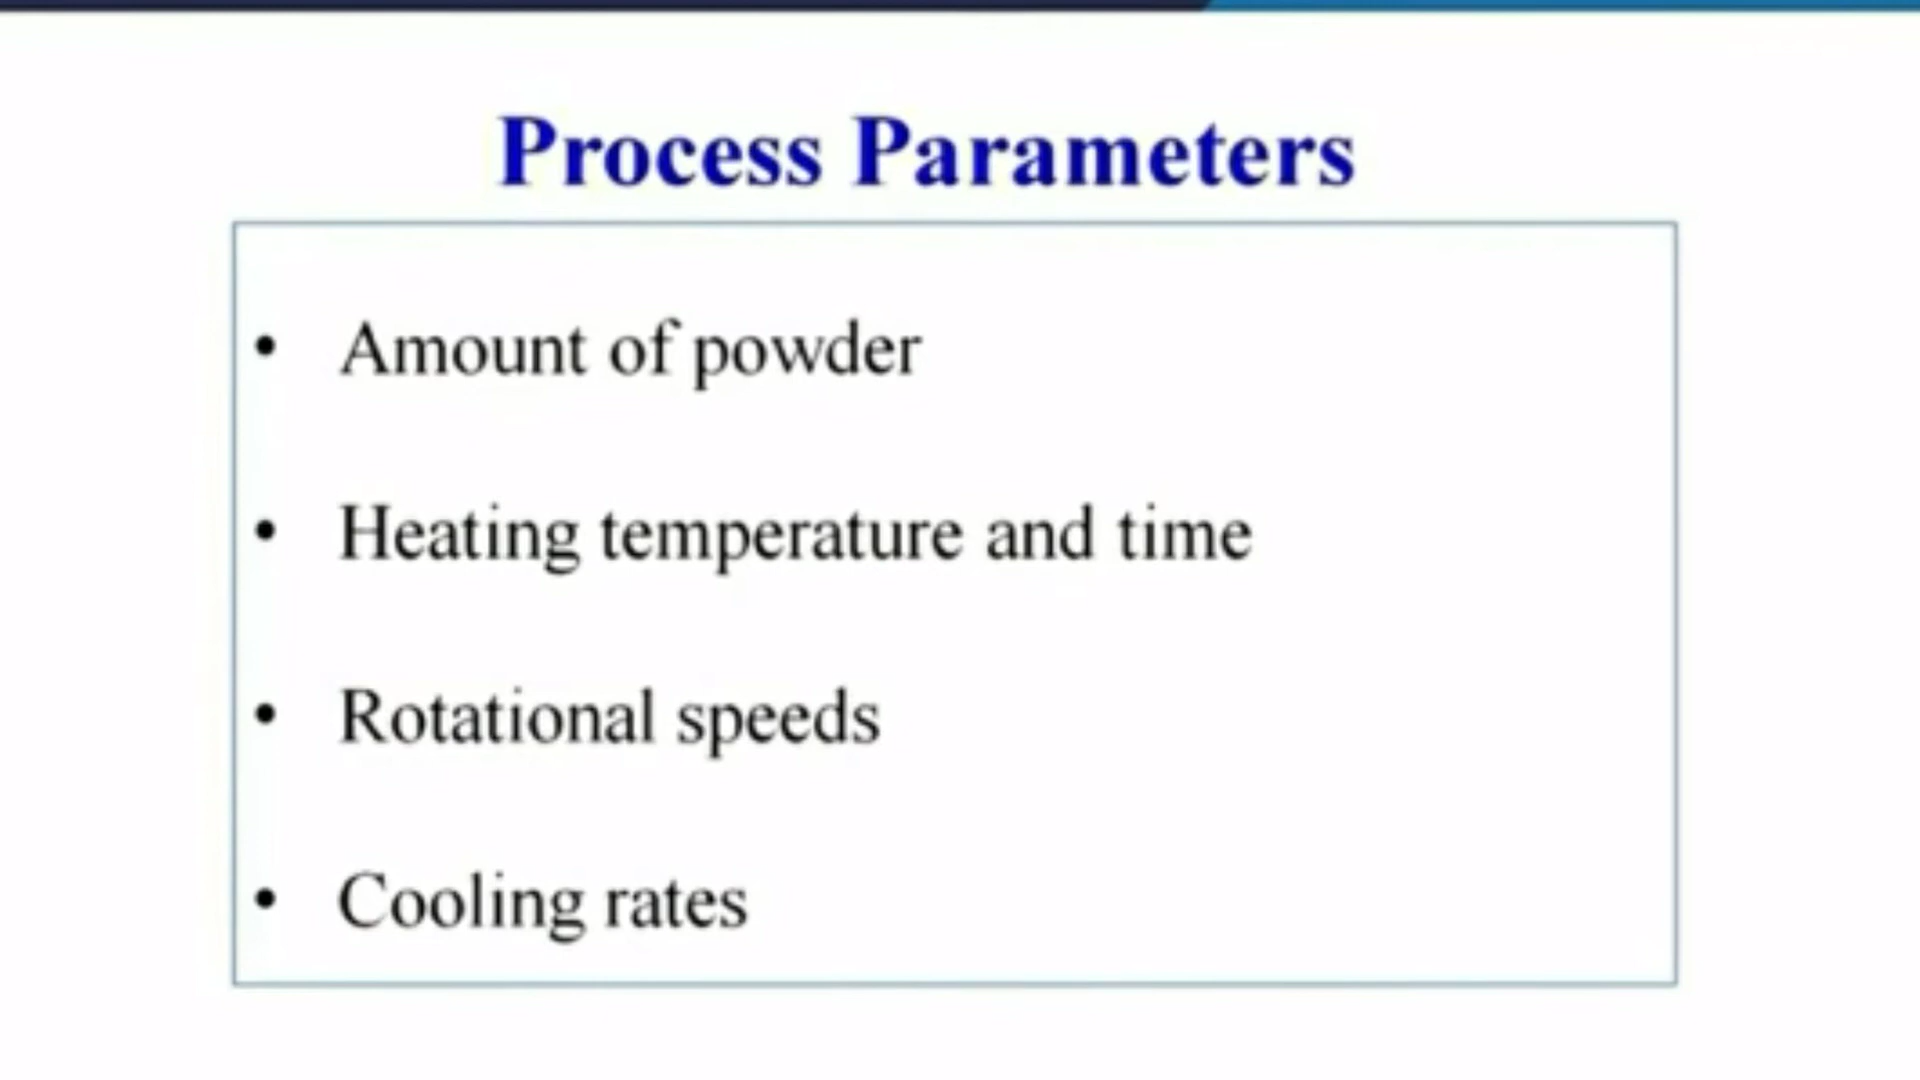 Process Parameters
• Amount of powder
• Heating temperature and time
• Rotational speeds
• Cooling rates